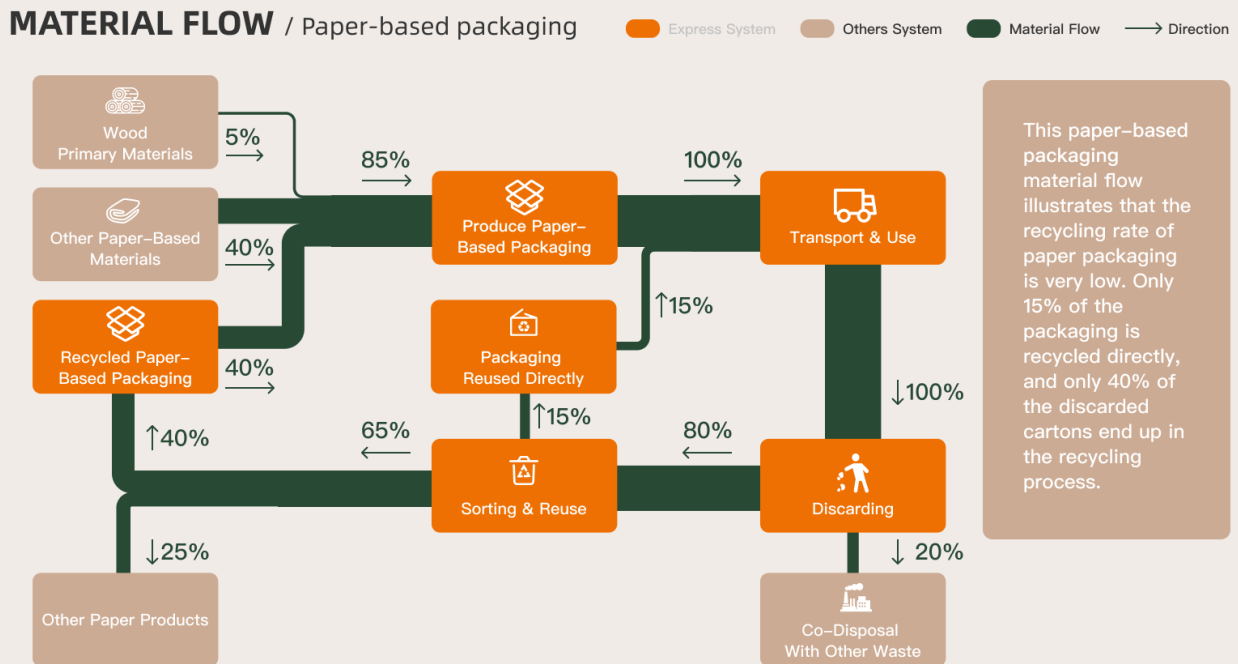 MATERIAL FLOW / Paper-based packaging
Express System
Others System
Material Flow
Direction
Wood
Primary Materials
5%
85%
100%
Other Paper–Based
Materials
40%
Produce Paper–
Based Packaging
Transport & Use
Recycled Paper–
Based Packaging
40%
Packaging
Reused Directly
↑15%
↓100%
↑40%
65%
↑15%
80%
Sorting & Reuse
Discarding
↓25%
↓ 20%
Other Paper Products
Co–Disposal
With Other Waste
This paper–based
packaging
material flow
illustrates that the
recycling rate of
paper packaging
is very low. Only
15% of the
packaging is
recycled directly,
and only 40% of
the discarded
cartons end up in
the recycling
process.